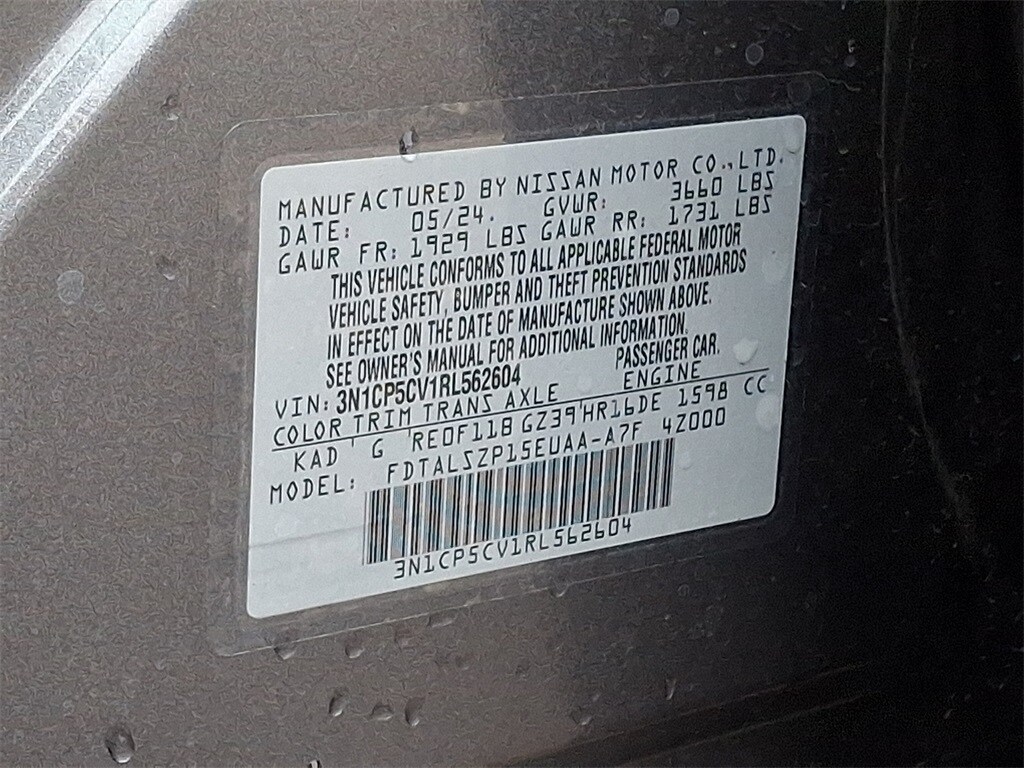 MANUFACTURED BY NISSAN MOTOR CO.,LTD.
DATE: 05/24. GVWR: 3660 LBS
GAWR FR: 1929 LBS GAWR RR: 1731 LBS
THIS VEHICLE CONFORMS TO ALL APPLICABLE FEDERAL MOTOR
VEHICLE SAFETY, BUMPER AND THEFT PREVENTION STANDARDS
IN EFFECT ON THE DATE OF MANUFACTURE SHOWN ABOVE.
SEE OWNER'S MANUAL FOR ADDITIONAL INFORMATION.
VIN: 3N1CP5CV1RL562604 PASSENGER CAR.
COLOR TRIM TRANS AXLE ENGINE
KAD ' G 'RE0F11B GZ39'HR16DE 1598 CC
MODEL: FDTALSZP15EUAA-A7F 4Z000
3N1CP5CV1RL562604